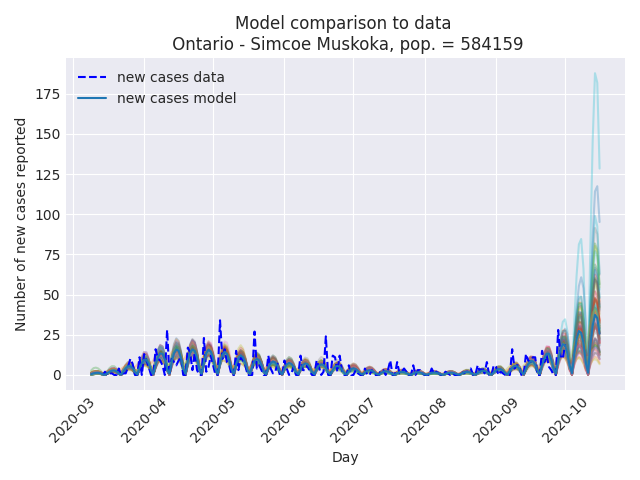 Model comparison to data
Ontario - Simcoe Muskoka, pop. = 584159
new cases data
new cases model
Number of new cases reported
175
150
125
100
75
50
25
0
2020-03
2020-04
2020-05
2020-06
2020-07
2020-08
2020-09
2020-10
Day